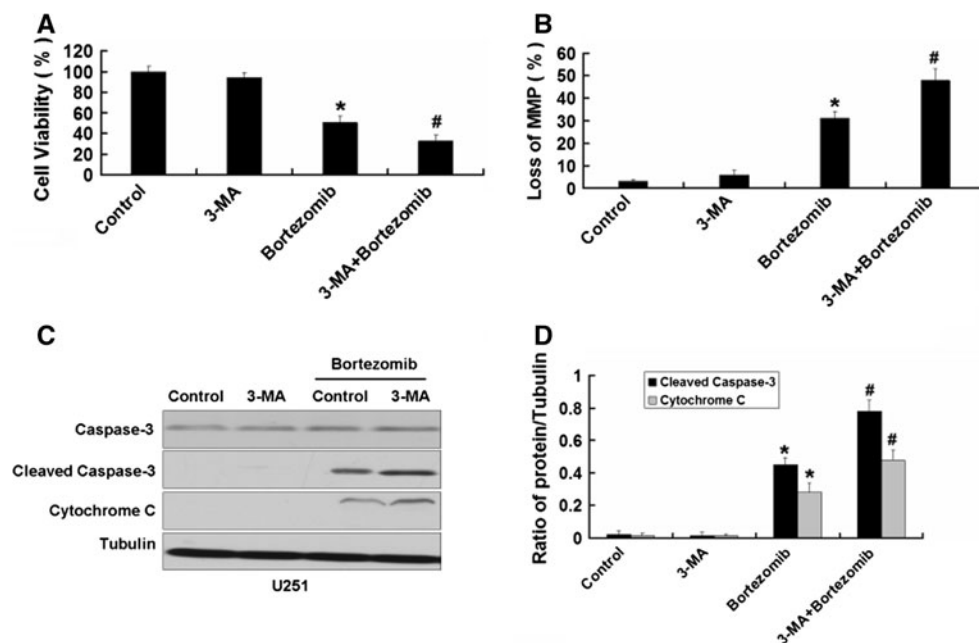 A
Cell Viability ( % )
120
100
80
60
40
20
0
*
#
Control
3-MA
Bortezomib
3-MA+Bortezomib
B
Loss of MMP ( % )
60
50
40
30
20
10
0
*
#
Control
3-MA
Bortezomib
3-MA+Bortezomib
C
Bortezomib
Control 3-MA Control 3-MA
Caspase-3
Cleaved Caspase-3
Cytochrome C
Tubulin
U251
D
Ratio of protein/Tubulin
1
0.8
0.6
0.4
0.2
0
Cleaved Caspase-3
Cytochrome C
*
*
#
#
Control
3-MA
Bortezomib
3-MA+Bortezomib